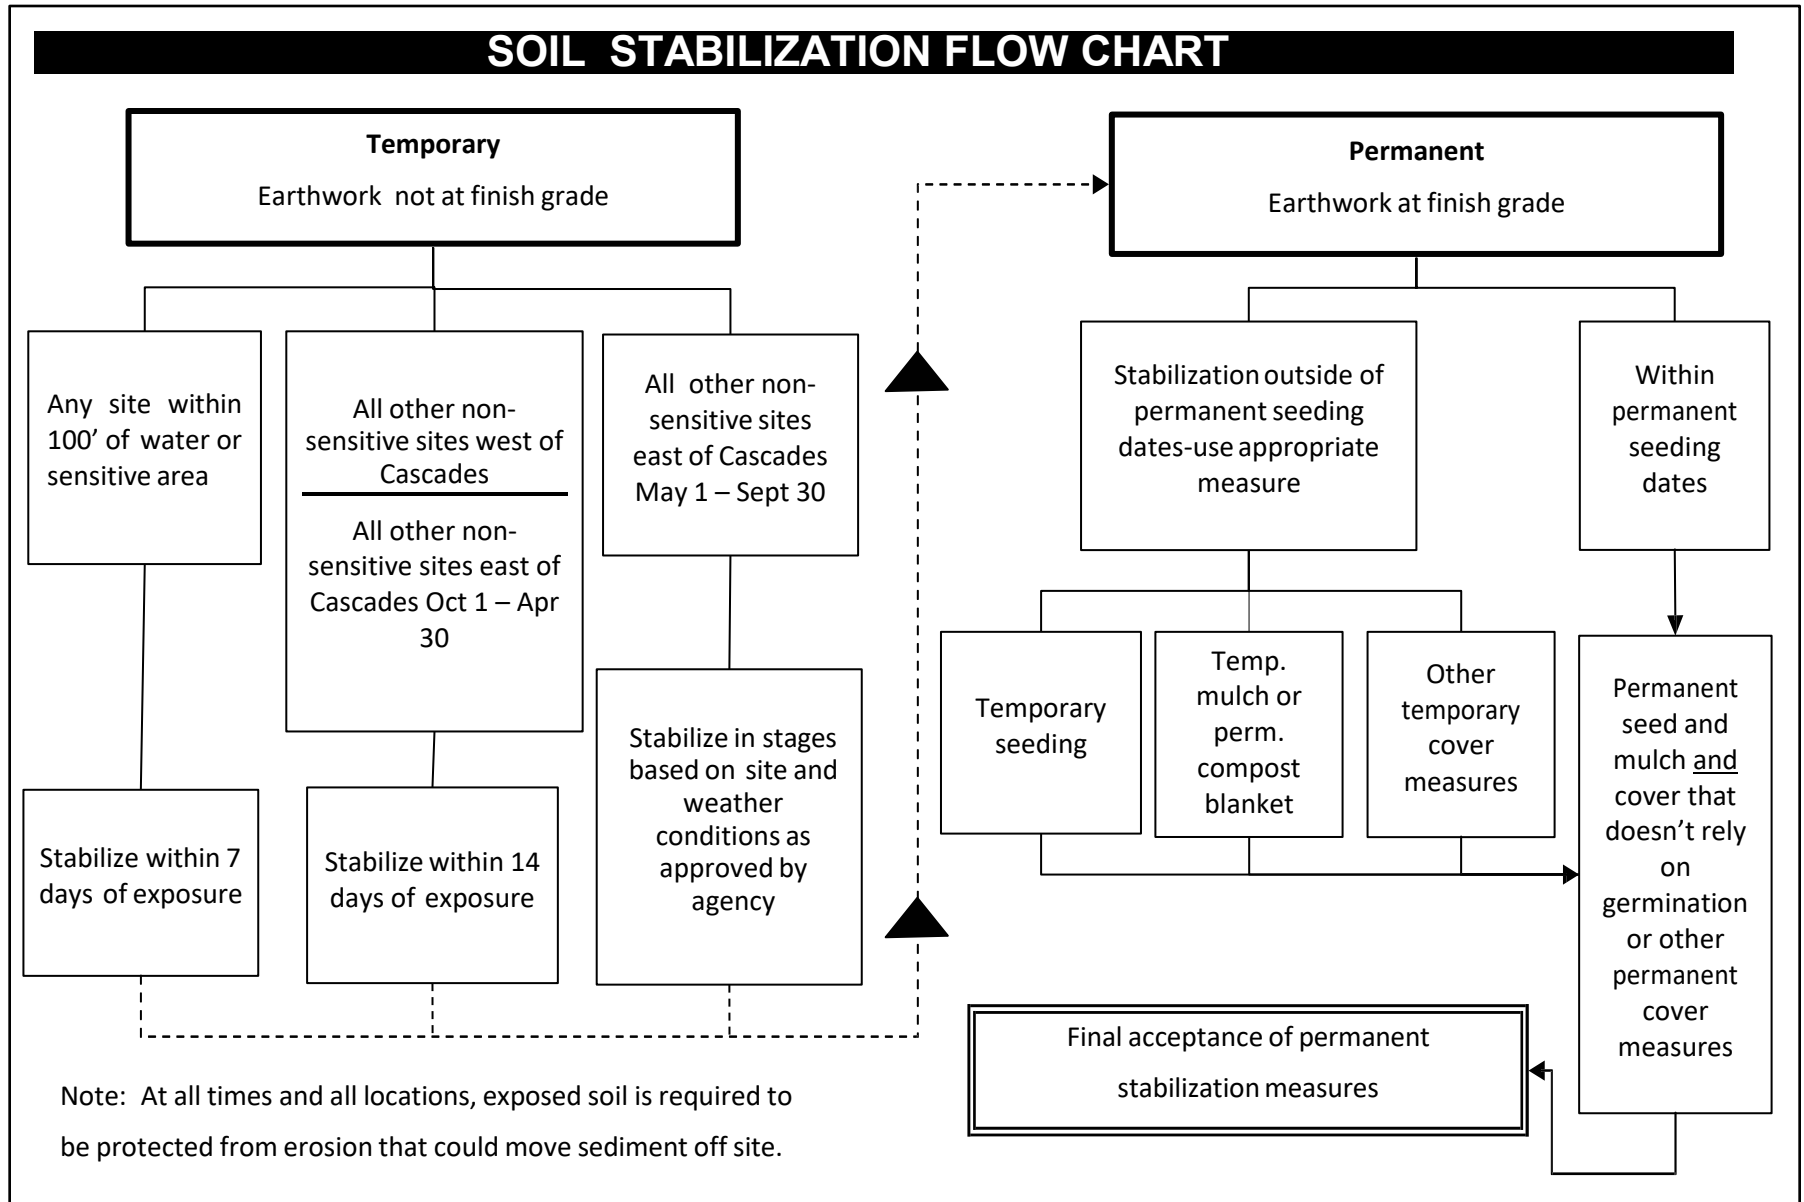 SOIL STABILIZATION FLOW CHART
Temporary
Earthwork not at finish grade
Any site within
100’ of water or
sensitive area
All other non-
sensitive sites west of
Cascades
All other non-
sensitive sites east of
Cascades Oct 1 – Apr
30
All other non-
sensitive sites
east of Cascades
May 1 – Sept 30
Stabilize within 7
days of exposure
Stabilize within 14
days of exposure
Stabilize in stages
based on site and
weather
conditions as
approved by
agency
Note: At all times and all locations, exposed soil is required to
be protected from erosion that could move sediment off site.
Permanent
Earthwork at finish grade
Stabilization outside of
permanent seeding
dates-use appropriate
measure
Within
permanent
seeding
dates
Temporary
seeding
Temp.
mulch or
perm.
compost
blanket
Other
temporary
cover
measures
Permanent
seed and
mulch and
cover that
doesn’t rely
on
germination
or other
permanent
cover
measures
Final acceptance of permanent
stabilization measures